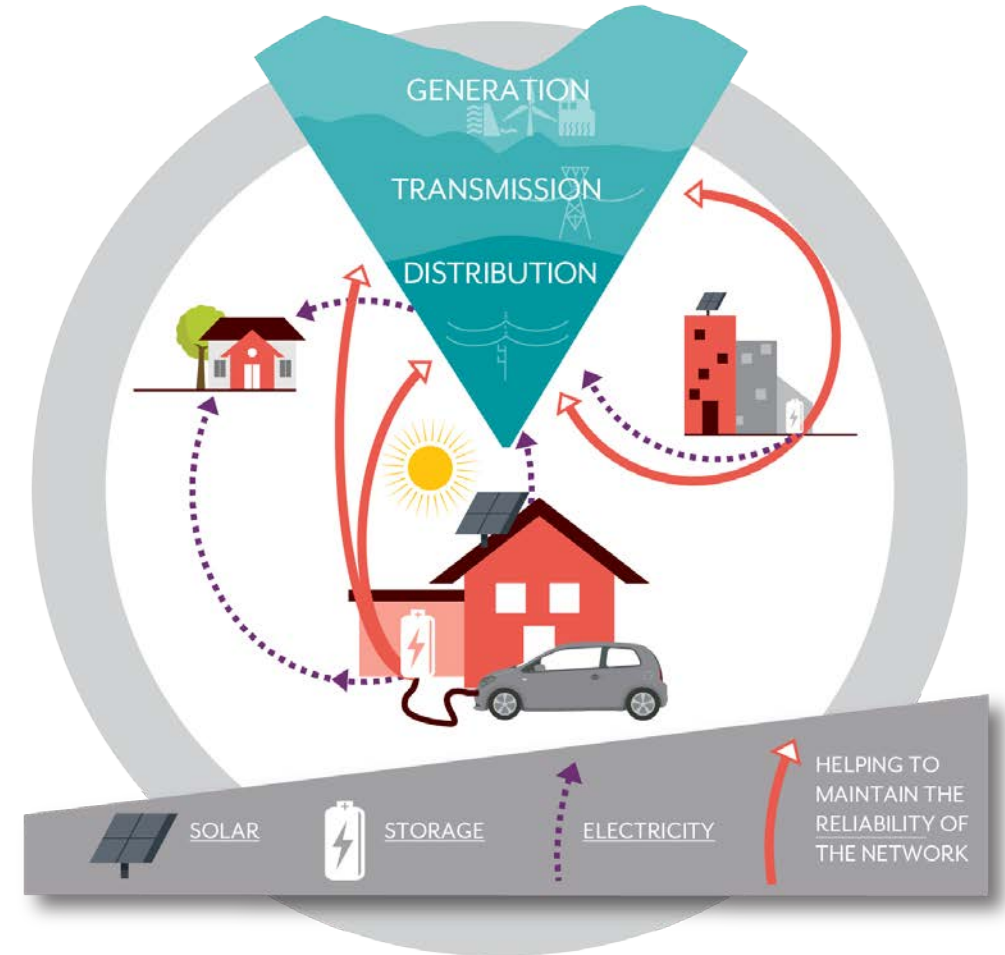 GENERATION
TRANSMISSION
DISTRIBUTION
SOLAR
STORAGE
ELECTRICITY
HELPING TO
MAINTAIN THE
RELIABILITY OF
THE NETWORK